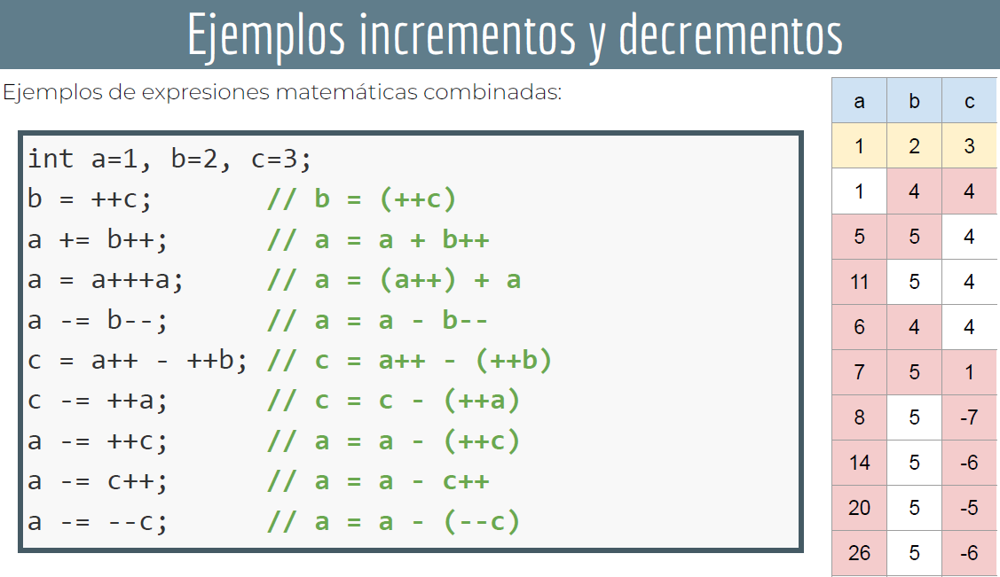 Ejemplos incrementos y decrementos
Ejemplos de expresiones matemáticas combinadas:
int a=1, b=2, c=3;
b = ++c; // b = (++c)
a += b++; // a = a + b++
a = a+++a; // a = (a++) + a
a -= b--; // a = a - b--
c = a++ - ++b; // c = a++ - (++b)
c -= ++a; // c = c - (++a)
a -= ++c; // a = a - (++c)
a -= c++; // a = a - c++
a -= --c; // a = a - (--c)
a b c
1 2 3
1 4 4
5 5 4
11 5 4
6 4 4
7 5 1
8 5 -7
14 5 -6
20 5 -5
26 5 -6